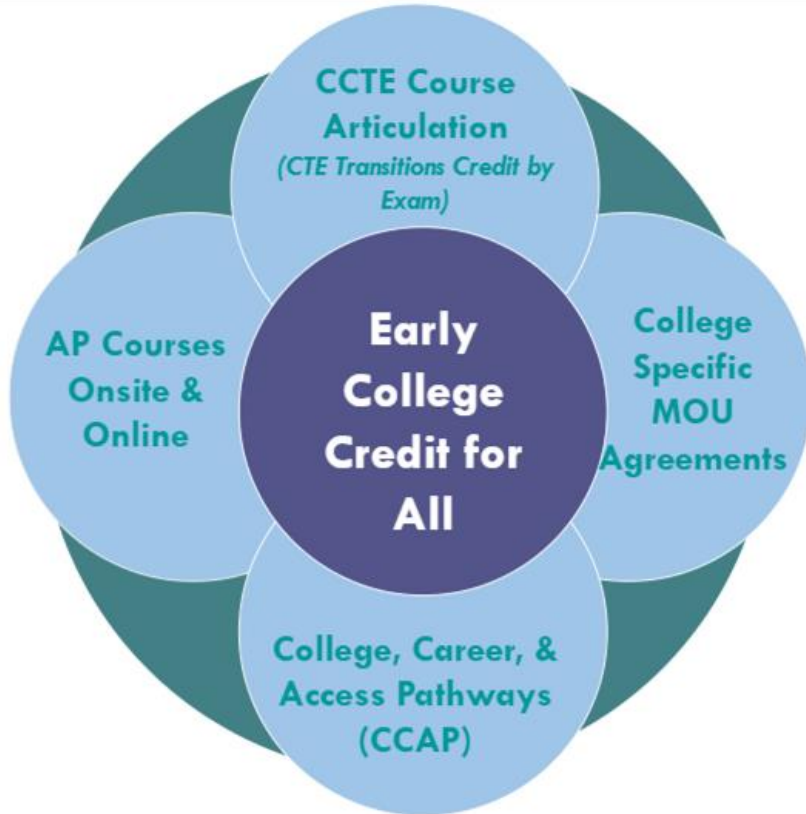 CCTE Course
Articulation
(CTE Transitions Credit by
Exam)
AP Courses
Onsite &
Online
Early
College
Credit for
All
College
Specific
MOU
Agreements
College, Career, &
Access Pathways
(CCAP)